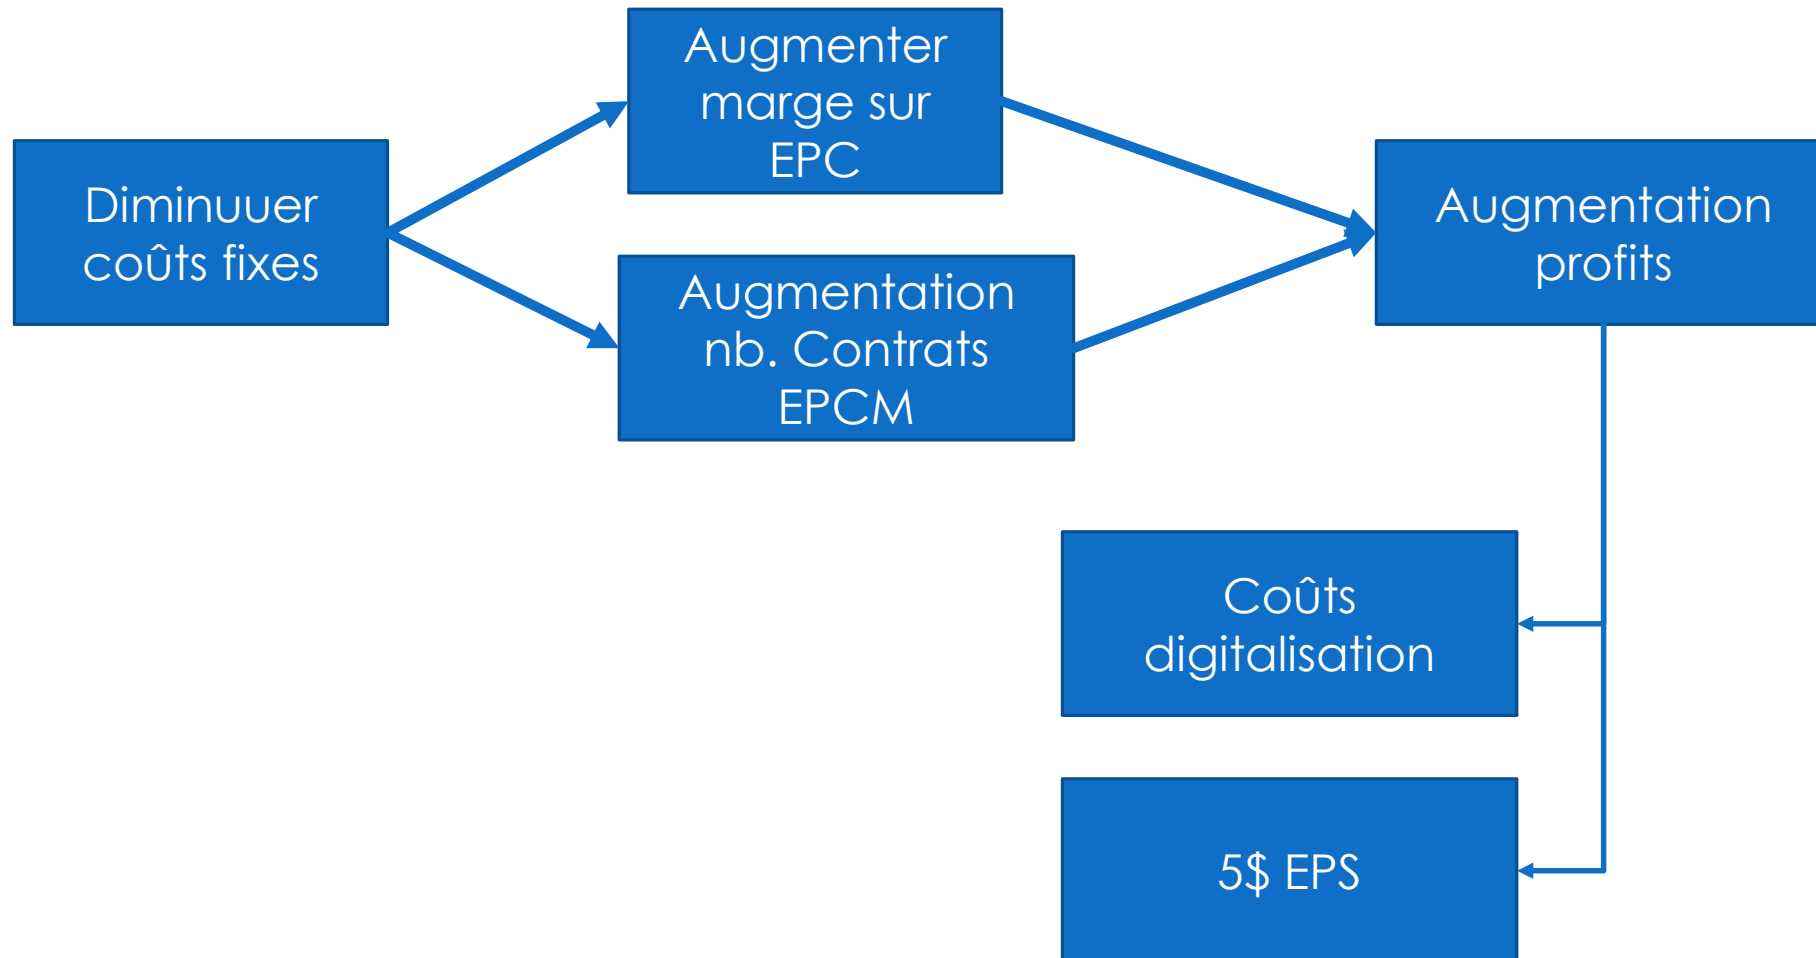 Augmenter
marge sur
EPC
Diminuuer
coûts fixes
Augmentation
nb. Contrats
EPCM
Augmentation
profits
Coûts
digitalisation
5$ EPS